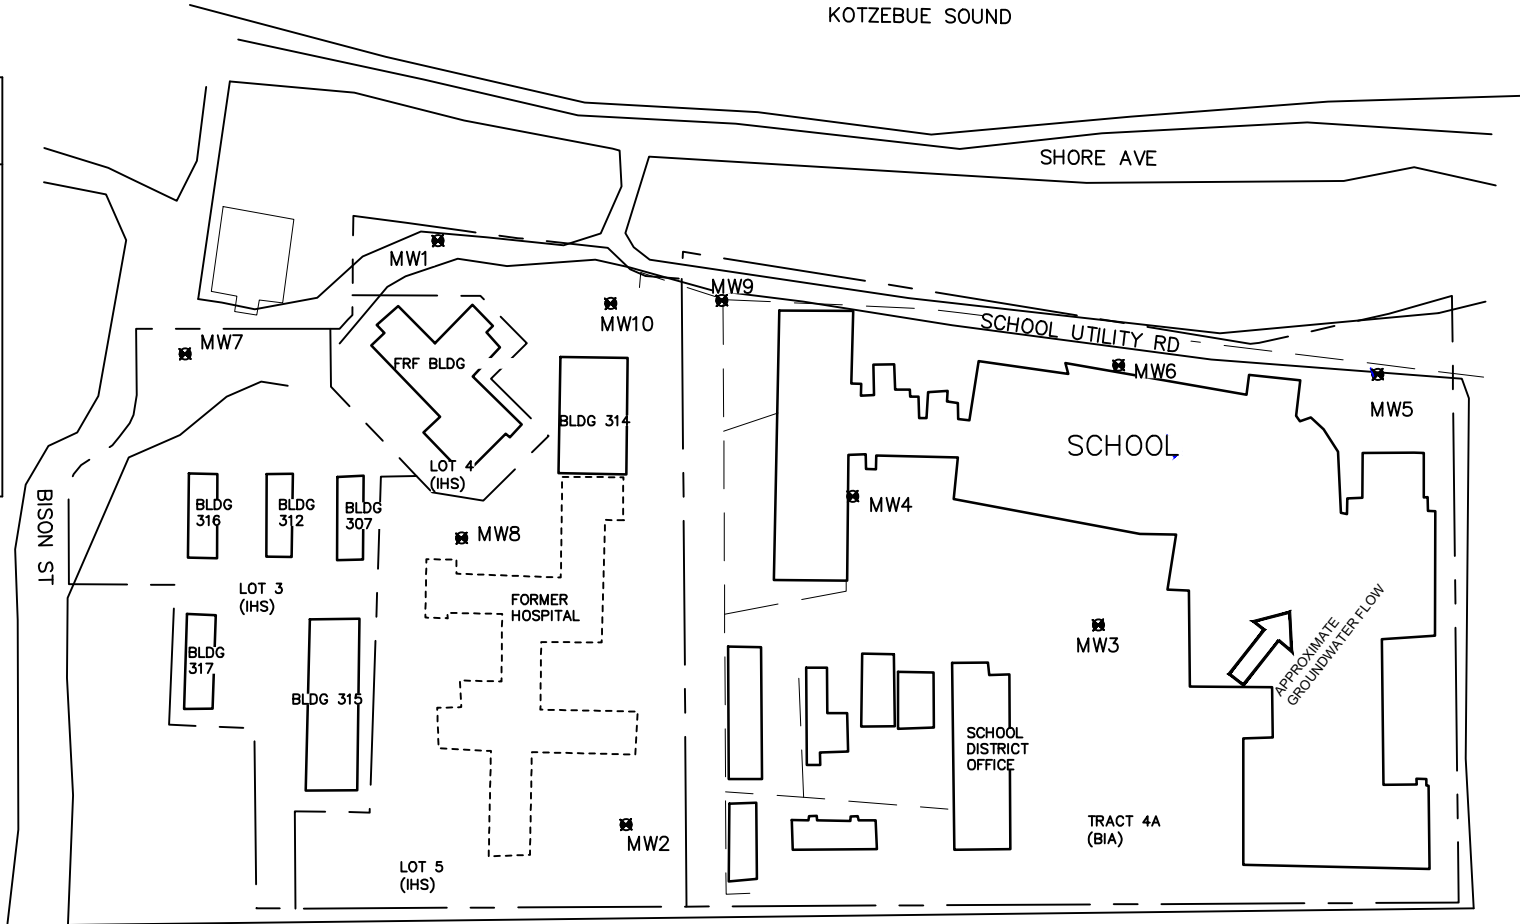 KOTZEBUE SOUND
SHORE AVE
MW1
MW9
MW10
SCHOOL UTILITY RD
MW7
FRF BLDG
MW6
MW5
BLDG 314
SCHOOL
LOT 4
(IHS)
BISON ST
BLDG
316
BLDG
312
BLDG
307
MW4
MW8
LOT 3
(IHS)
FORMER
HOSPITAL
APPROXIMATE
GROUNDWATER FLOW
MW3
BLDG
317
BLDG 315
SCHOOL
DISTRICT
OFFICE
TRACT 4A
(BIA)
MW2
LOT 5
(IHS)